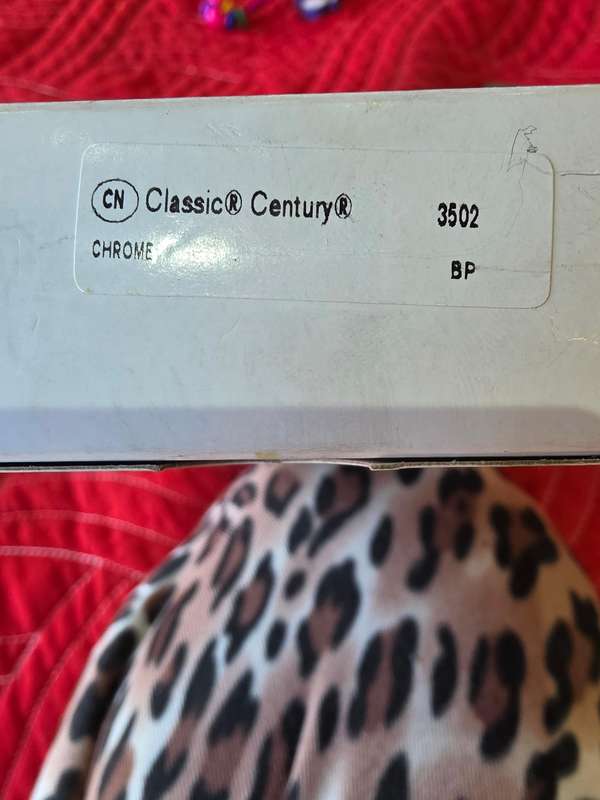 CN Classic® Century® 3502
CHROME BP